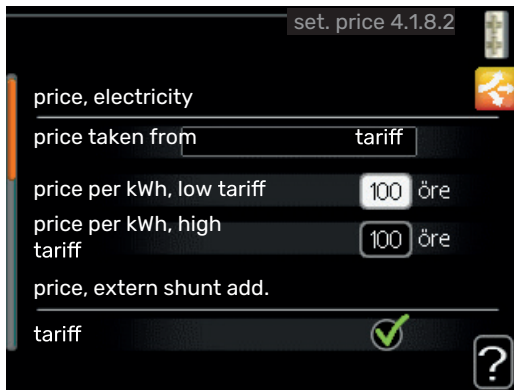 set. price 4.1.8.2
price, electricity
price taken from tariff
price per kWh, low tariff 100 öre
price per kWh, high
tariff 100 öre
price, extern shunt add.
tariff
?